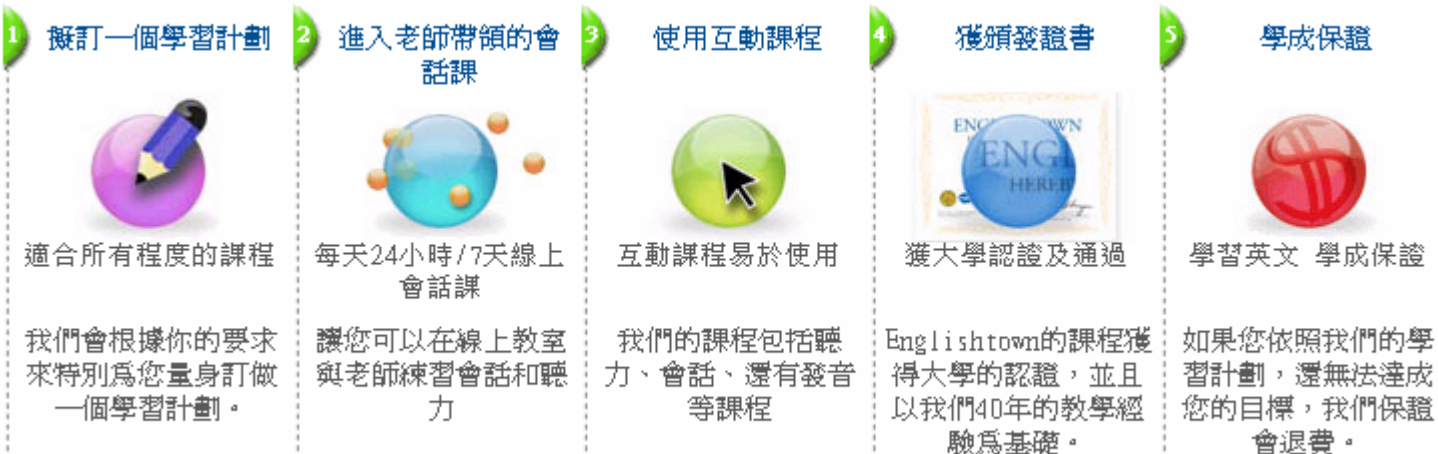 1
擬訂一個學習計劃
適合所有程度的課程
我們會根據你的要求
來特別為您量身訂做
一個學習計劃。
2
進入老師帶領的會
話課
每天24小時/7天線上
會話課
讓您可以在線上教室
與老師練習會話和聽
力
3
使用互動課程
互動課程易於使用
我們的課程包括聽
力、會話、還有發音
等課程
4
獲頒發證書
ENGL
HEREB
獲大學認證及通過
Englishtown的課程獲
得大學的認證，並且
以我們40年的教學經
驗為基礎。
5
學成保證
$
學習英文 學成保證
如果您依照我們的學
習計劃，還無法達成
您的目標，我們保證
會退費。